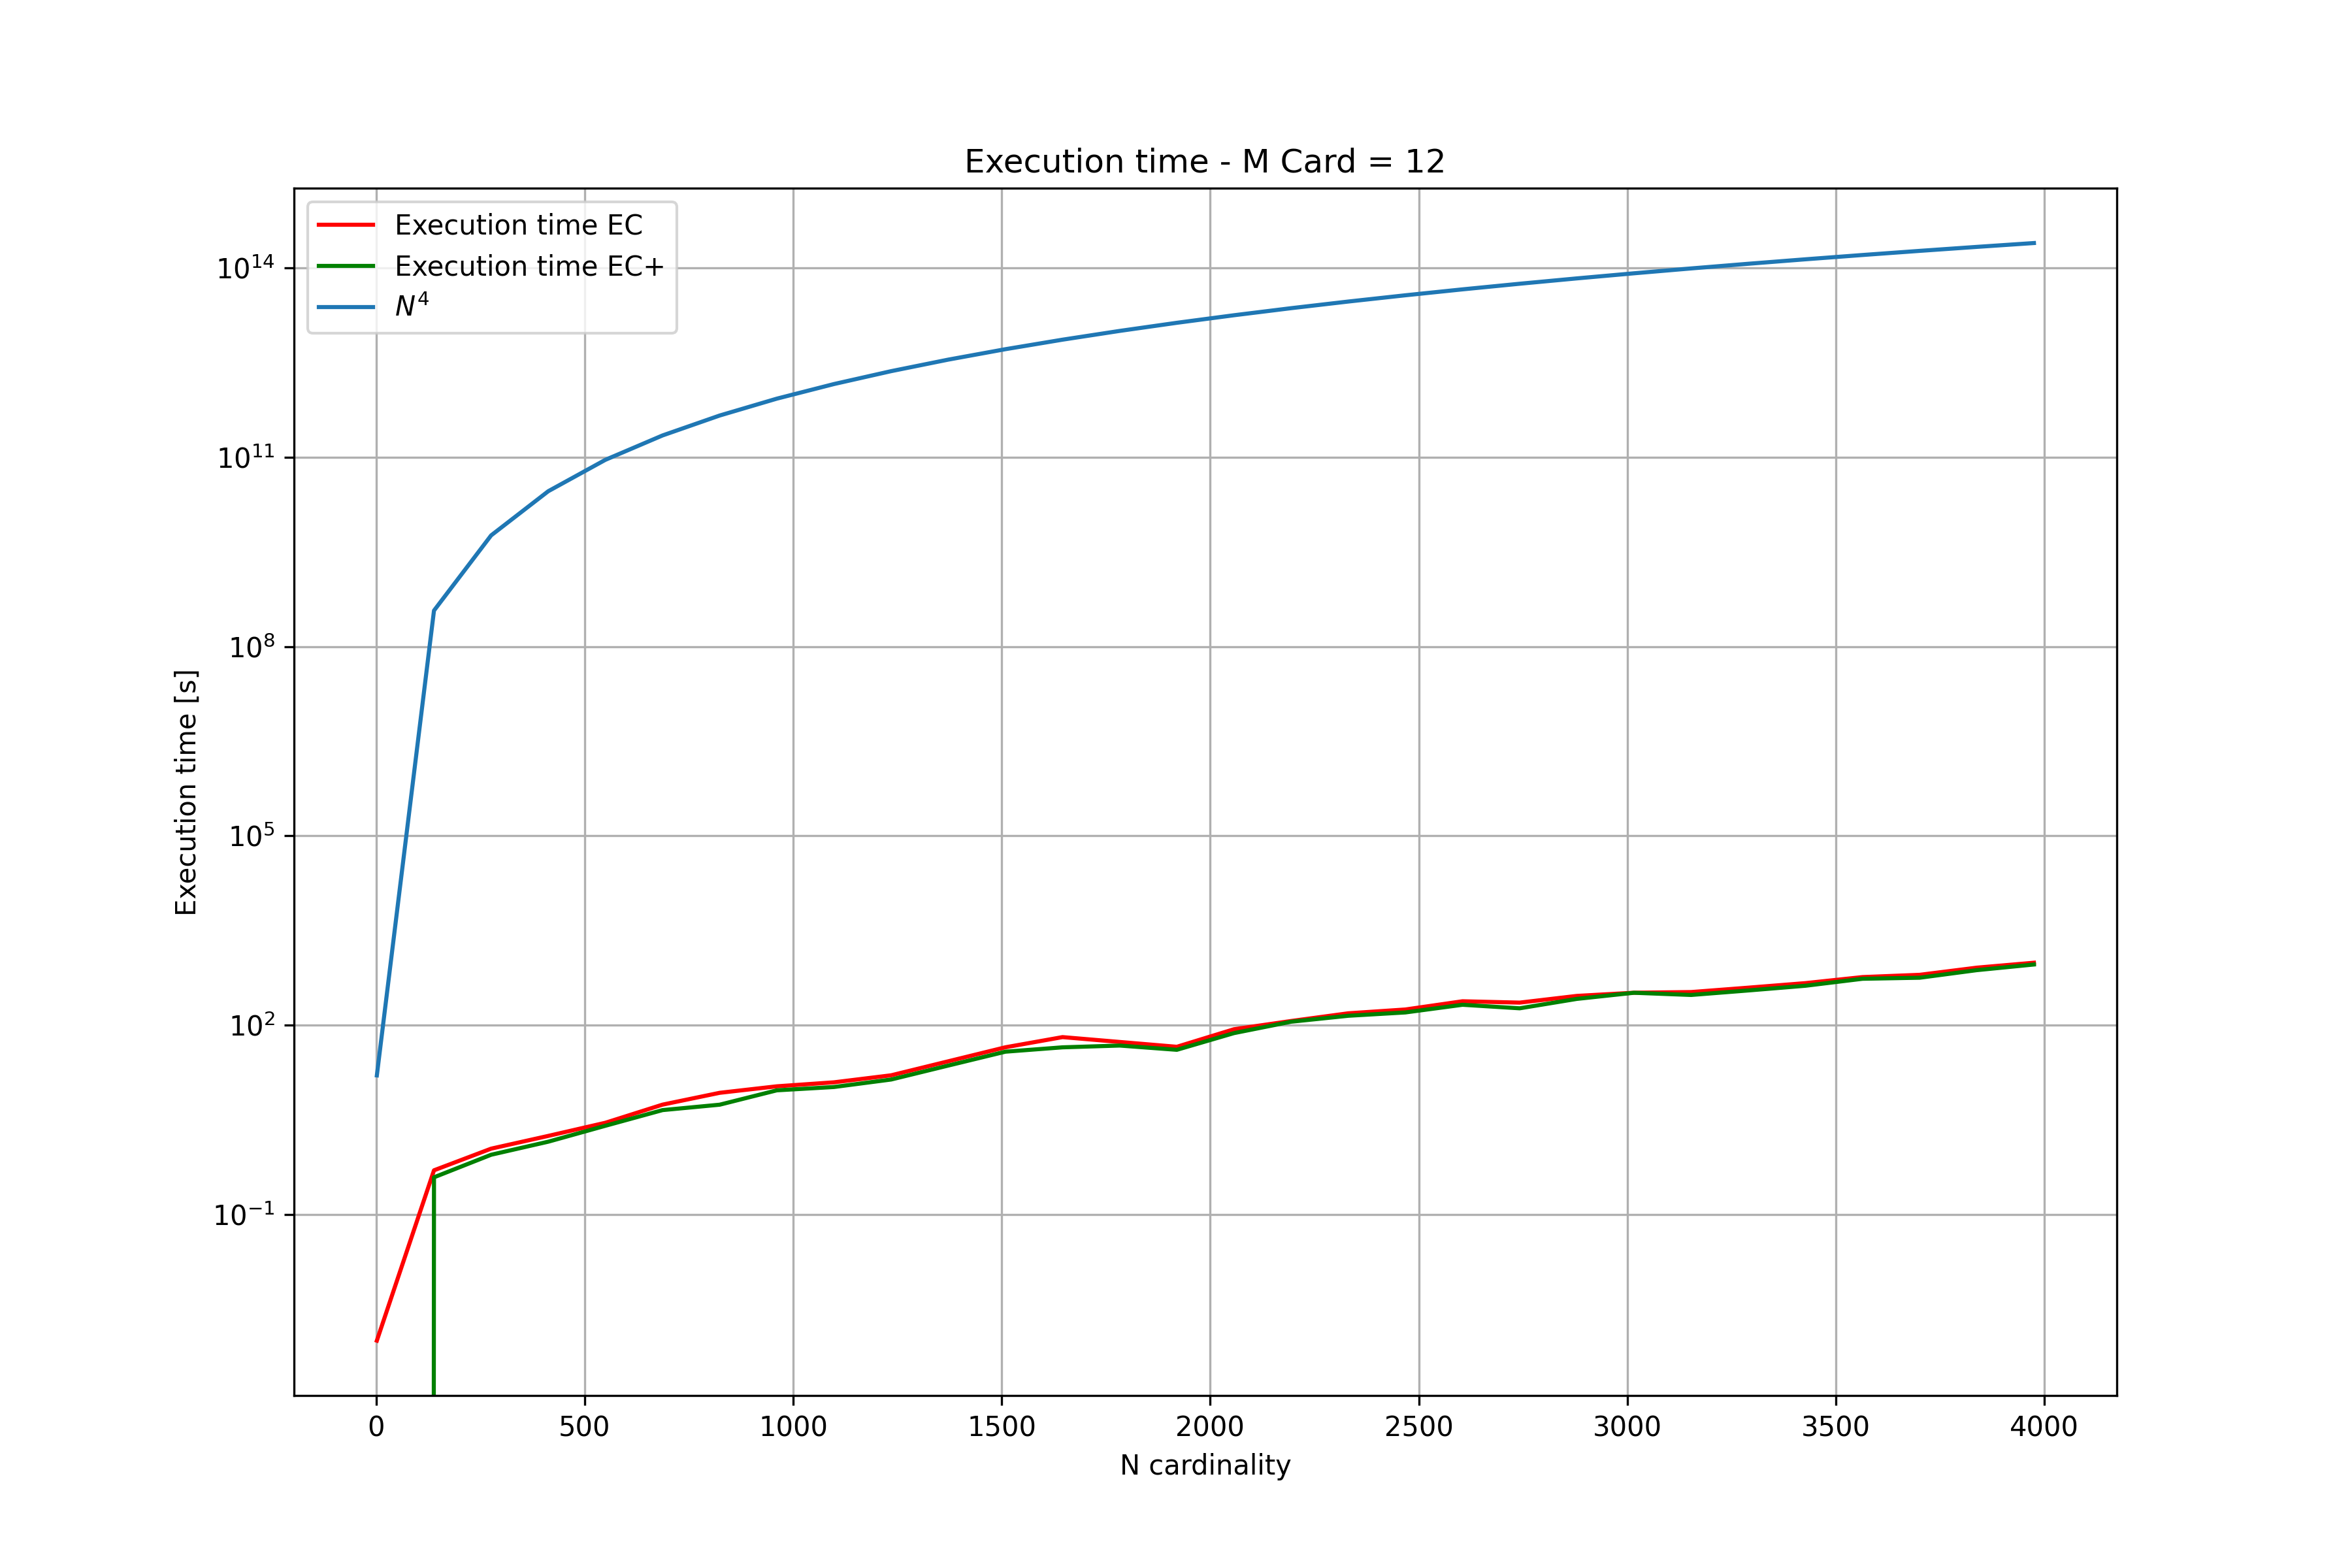 Execution time - M Card = 12
Execution time EC
Execution time EC+
N⁴
10¹⁴
10¹¹
10⁸
10⁵
10²
10⁻¹
Execution time [s]
0 500 1000 1500 2000 2500 3000 3500 4000
N cardinality